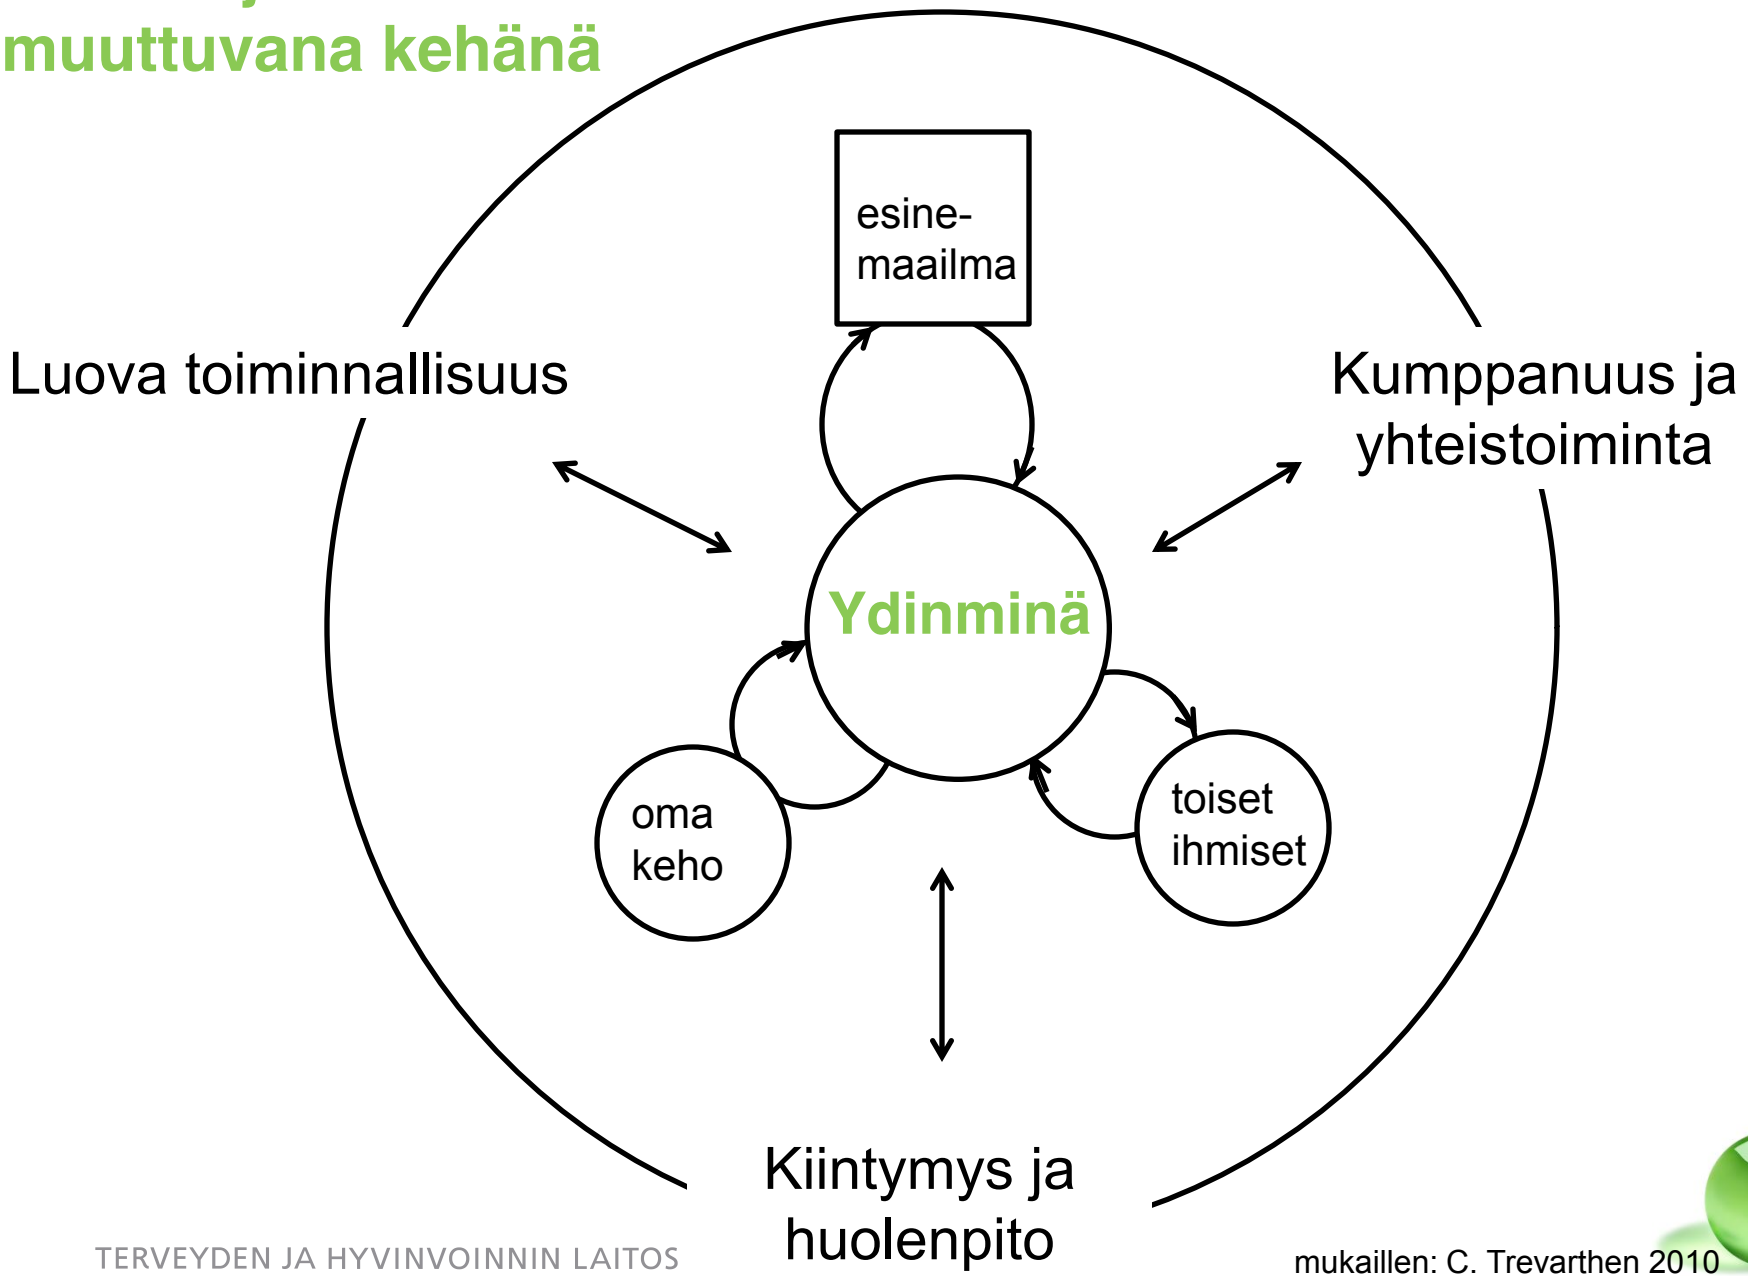 muuttuvana kehänä
esine-
maailma
Luova toiminnallisuus
Kumppanuus ja
yhteistoiminta
Ydinminä
oma
keho
toiset
ihmiset
Kiintymys ja
huolenpito
TERVEYDEN JA HYVINVOINNIN LAITOS
mukaillen: C. Trevarthen 2010